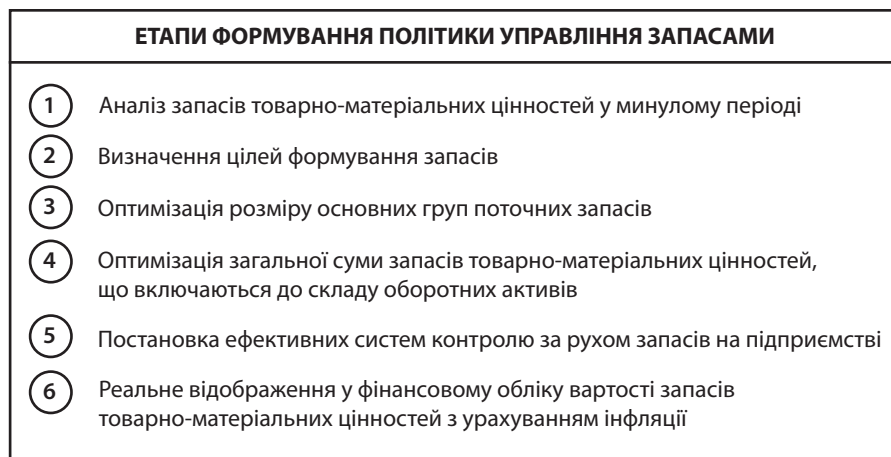 ЕТАПИ ФОРМУВАННЯ ПОЛІТИКИ УПРАВЛІННЯ ЗАПАСАМИ
1 Аналіз запасів товарно-матеріальних цінностей у минулому періоді
2 Визначення цілей формування запасів
3 Оптимізація розміру основних груп поточних запасів
4 Оптимізація загальної суми запасів товарно-матеріальних цінностей,
що включаються до складу оборотних активів
5 Постановка ефективних систем контролю за рухом запасів на підприємстві
6 Реальне відображення у фінансовому обліку вартості запасів
товарно-матеріальних цінностей з урахуванням інфляції